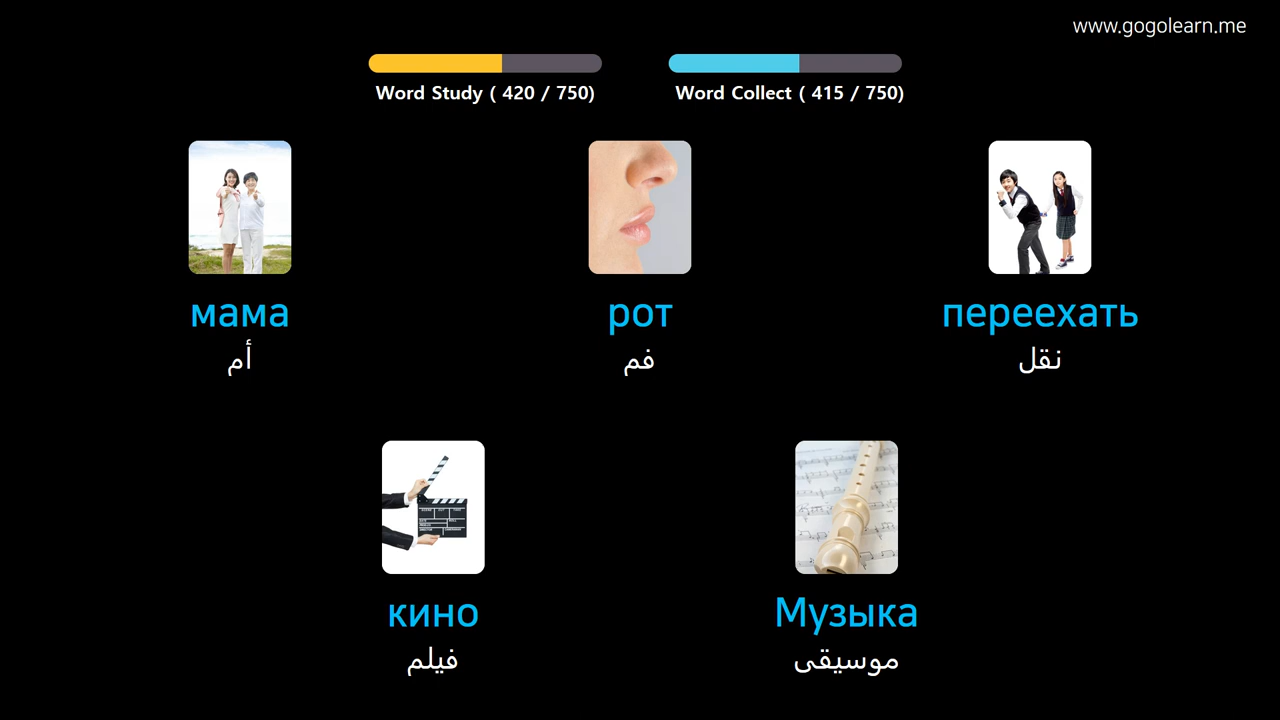 www.gogolearn.me
Word Study ( 420 / 750)
Word Collect ( 415 / 750)
мама
أم
рот
فم
переехать
نقل
кино
فيلم
Музыка
موسيقى